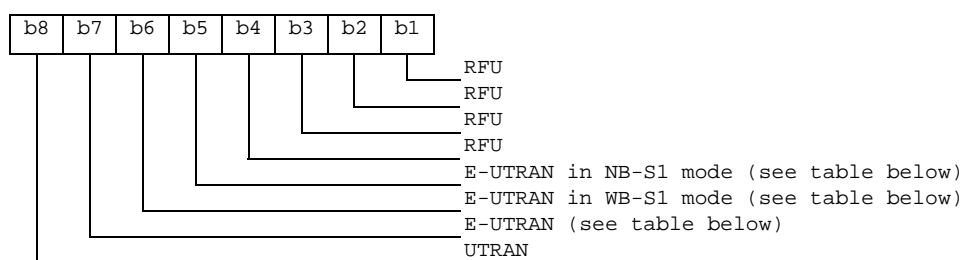 b8 b7 b6 b5 b4 b3 b2 b1
RFU
RFU
RFU
RFU
E-UTRAN in NB-S1 mode (see table below)
E-UTRAN in WB-S1 mode (see table below)
E-UTRAN (see table below)
UTRAN